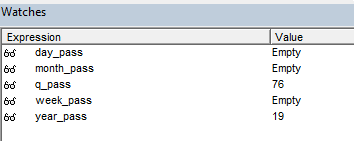 Watches
Expression Value
day_pass Empty
month_pass Empty
q_pass 76
week_pass Empty
year_pass 19